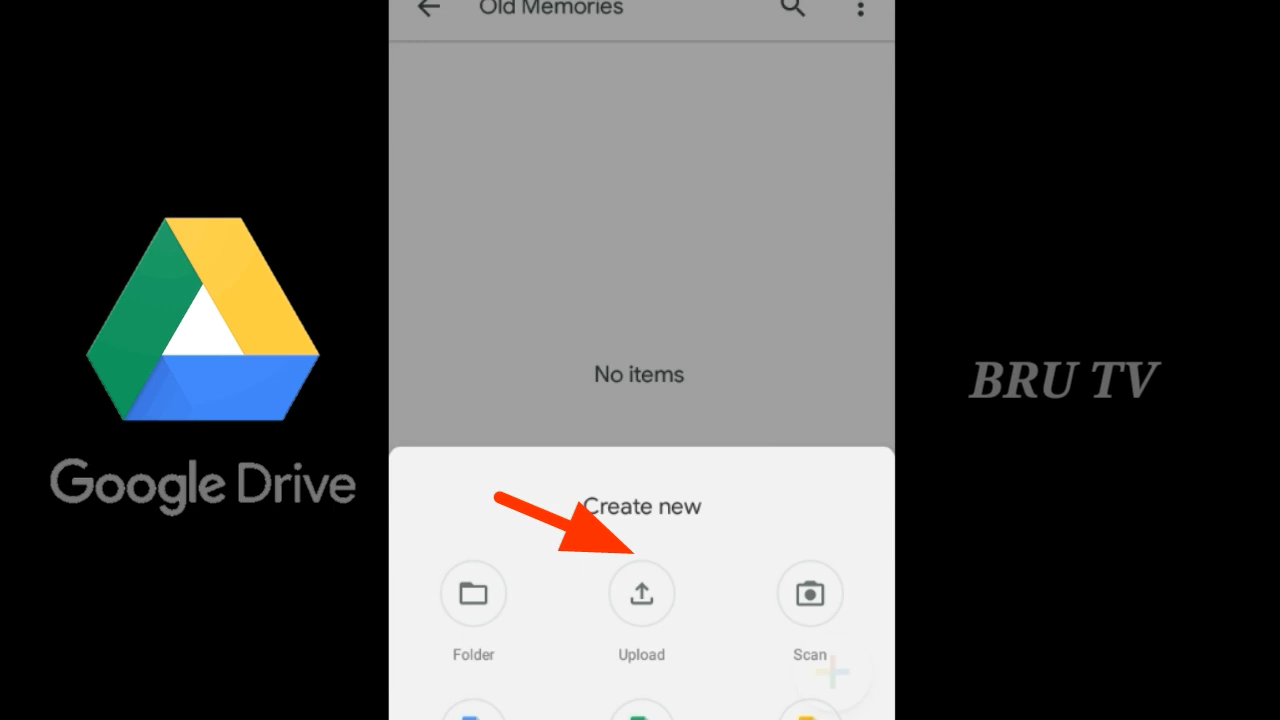 Old Memories
No items
Google Drive
BRU TV
Create new
Folder
Upload
Scan